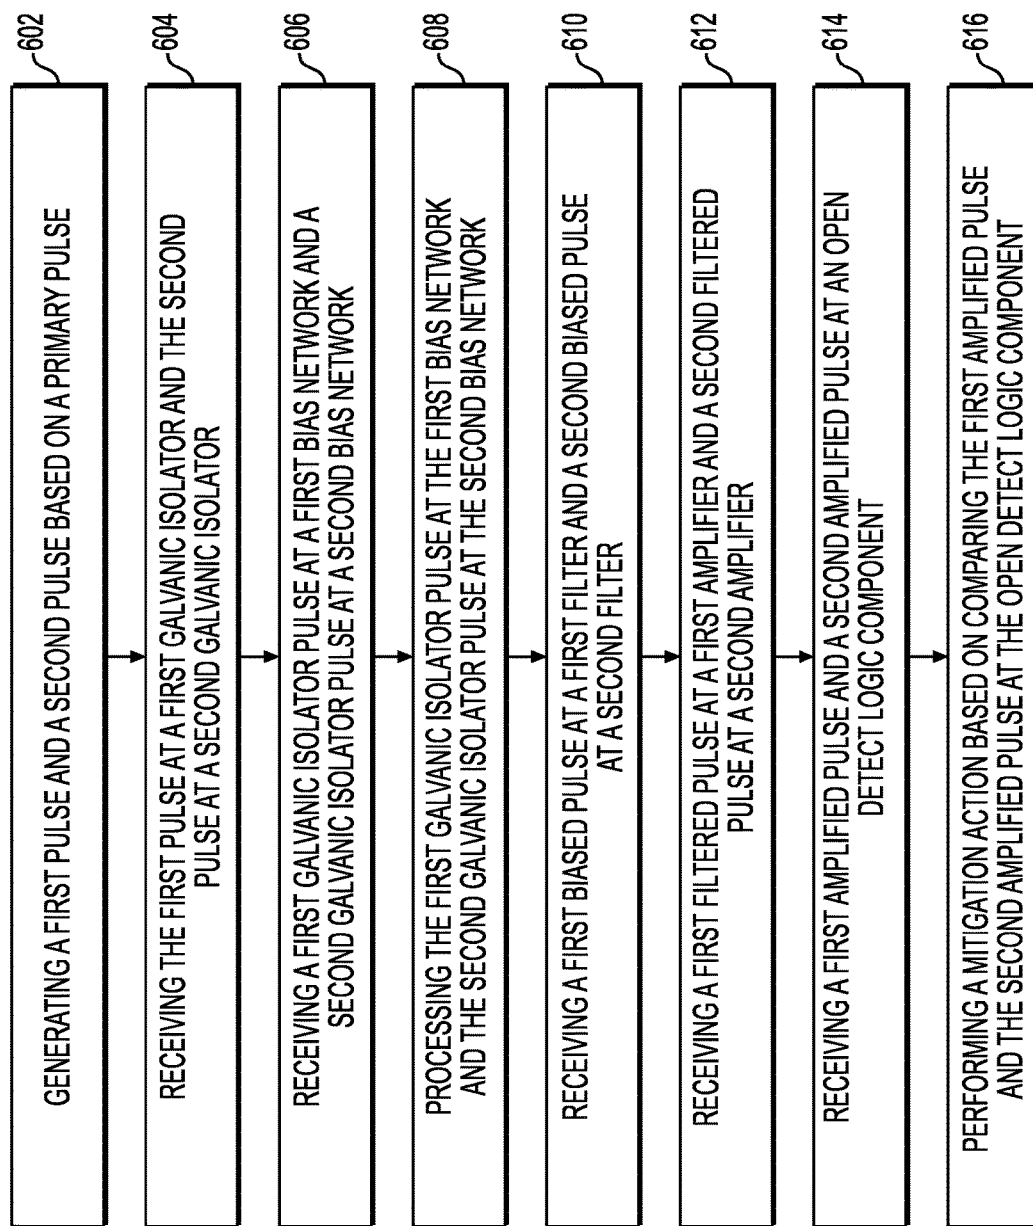 602
GENERATING A FIRST PULSE AND A SECOND PULSE BASED ON A PRIMARY PULSE
604
RECEIVING THE FIRST PULSE AT A FIRST GALVANIC ISOLATOR AND THE SECOND
PULSE AT A SECOND GALVANIC ISOLATOR
606
RECEIVING A FIRST GALVANIC ISOLATOR PULSE AT A FIRST BIAS NETWORK AND A
SECOND GALVANIC ISOLATOR PULSE AT A SECOND BIAS NETWORK
608
PROCESSING THE FIRST GALVANIC ISOLATOR PULSE AT THE FIRST BIAS NETWORK
AND THE SECOND GALVANIC ISOLATOR PULSE AT THE SECOND BIAS NETWORK
610
RECEIVING A FIRST BIASED PULSE AT A FIRST FILTER AND A SECOND BIASED PULSE
AT A SECOND FILTER
612
RECEIVING A FIRST FILTERED PULSE AT A FIRST AMPLIFIER AND A SECOND FILTERED
PULSE AT A SECOND AMPLIFIER
614
RECEIVING A FIRST AMPLIFIED PULSE AND A SECOND AMPLIFIED PULSE AT AN OPEN
DETECT LOGIC COMPONENT
616
PERFORMING A MITIGATION ACTION BASED ON COMPARING THE FIRST AMPLIFIED PULSE
AND THE SECOND AMPLIFIED PULSE AT THE OPEN DETECT LOGIC COMPONENT